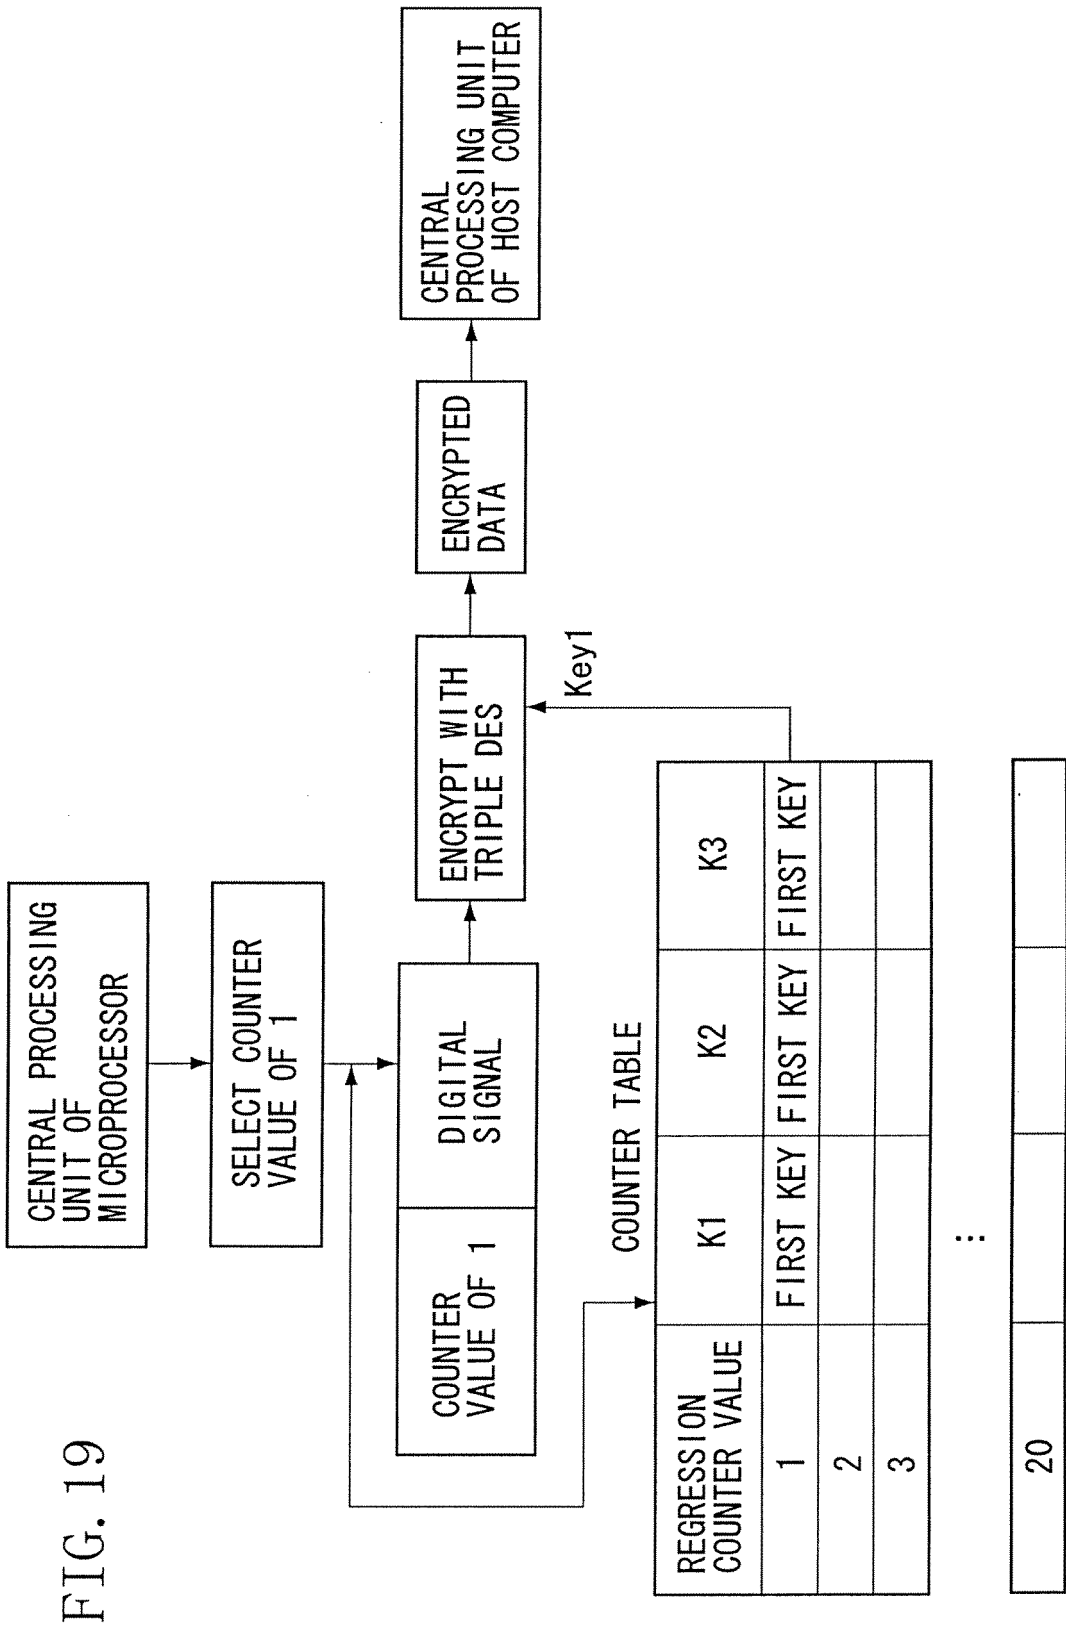 FIG. 19
CENTRAL PROCESSING
UNIT OF
MICROPROCESSOR
SELECT COUNTER
VALUE OF 1
COUNTER
VALUE OF 1
DIGITAL
SIGNAL
ENCRYPT WITH
TRIPLE DES
ENCRYPTED
DATA
CENTRAL
PROCESSING UNIT
OF HOST COMPUTER
Key1
COUNTER TABLE
REGRESSION
COUNTER VALUE
K1
K2
K3
1
FIRST KEY
FIRST KEY
FIRST KEY
2
3
...
20